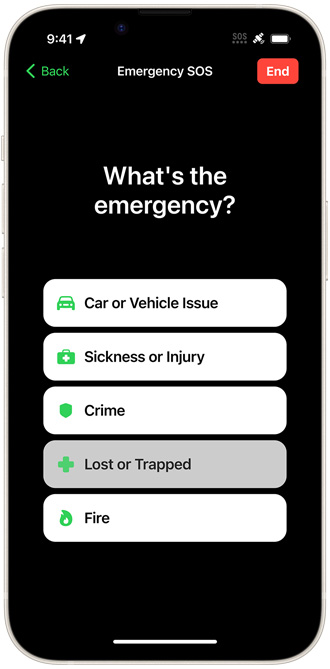 9:41 SOS
Back Emergency SOS End
What's the
emergency?
Car or Vehicle Issue
Sickness or Injury
Crime
Lost or Trapped
Fire